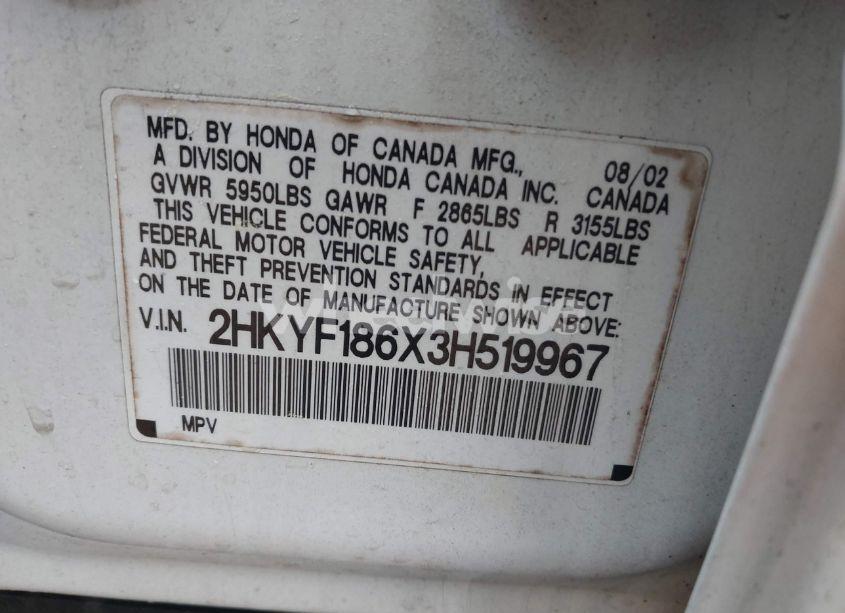 MFD. BY HONDA OF CANADA MFG., 08/02
A DIVISION OF HONDA CANADA INC. CANADA
GVWR 5950LBS GAWR F 2865LBS R 3155LBS
THIS VEHICLE CONFORMS TO ALL APPLICABLE
FEDERAL MOTOR VEHICLE SAFETY,
AND THEFT PREVENTION STANDARDS IN EFFECT
ON THE DATE OF MANUFACTURE SHOWN ABOVE:
V.I.N. 2HKYF186X3H519967
MPV